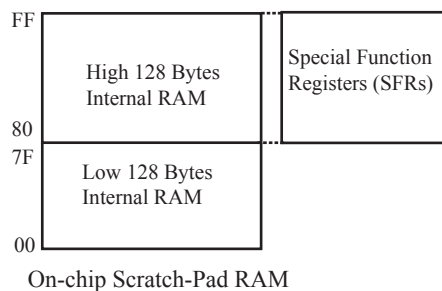 FF
High 128 Bytes
Internal RAM
Special Function
Registers (SFRs)
80
7F
Low 128 Bytes
Internal RAM
00
On-chip Scratch-Pad RAM